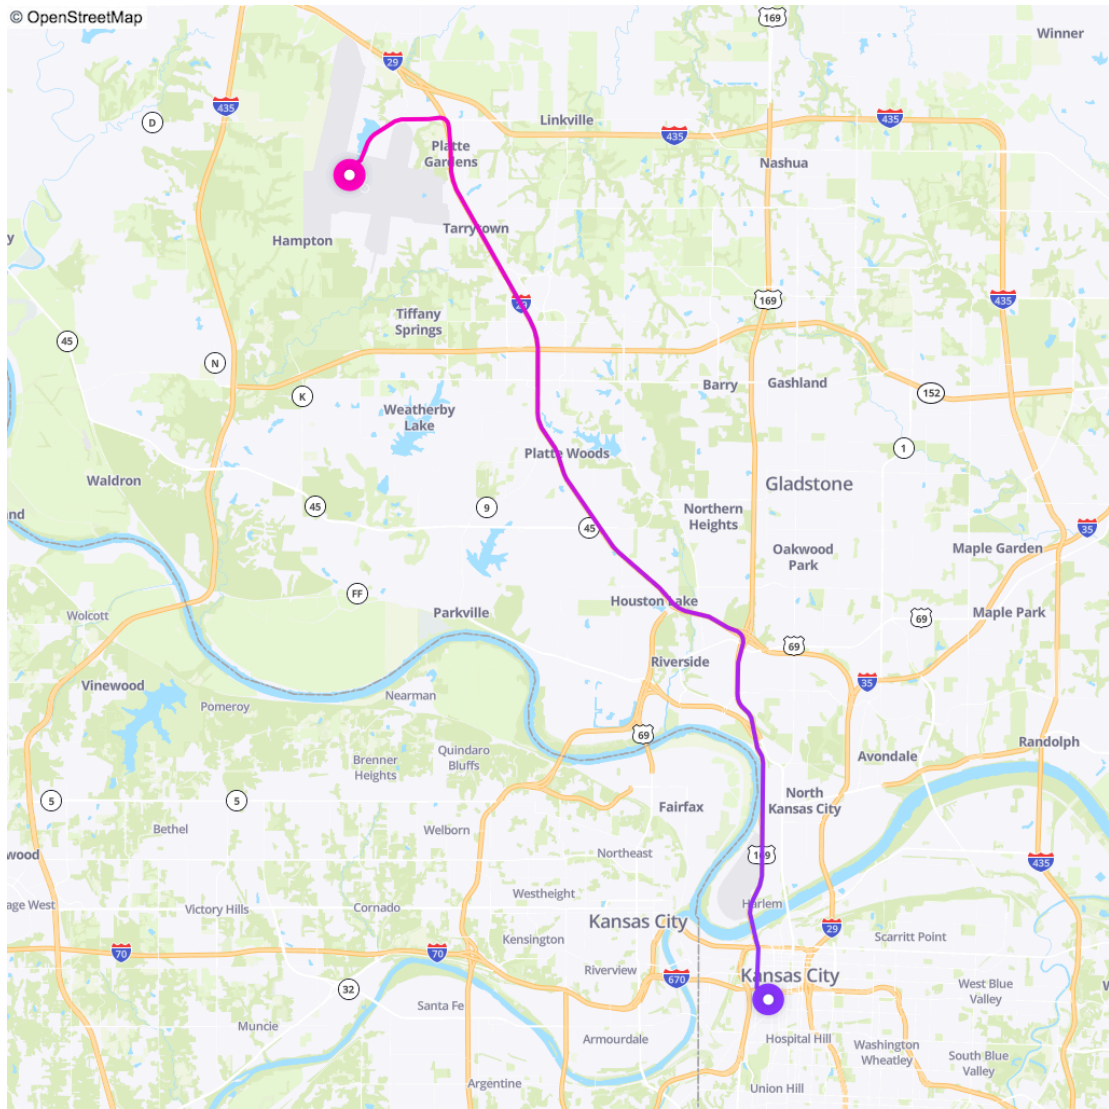 © OpenStreetMap
169
Winner
29
435
D
Linkville
435
435
Platte
Gardens
Nashua
Tarrytown
Hampton
y
169
435
Tiffany
Springs
45
N
K
Barry
Gashland
152
Weatherby
Lake
1
Platte Woods
Waldron
Gladstone
45
9
Northern
Heights
nd
45
35
Oakwood
Park
Maple Garden
FF
Houston Lake
Wolcott
Parkville
Maple Park
69
69
Riverside
Vinewood
35
Nearman
Pomeroy
69
Quindaro
Bluffs
Brenner
Heights
Randolph
Avondale
5
5
North
Kansas City
Fairfax
Bethel
Welborn
wood
Northeast
169
435
Westheight
age West
Victory Hills
Cornado
Harlem
Kansas City
29
Scarritt Point
Kensington
70
70
Riverview
670
Kansas City
32
West Blue
Valley
Santa Fe
Muncie
Armourdale
Hospital Hill
Washington
Wheatley
South Blue
Valley
Argentine
Union Hill